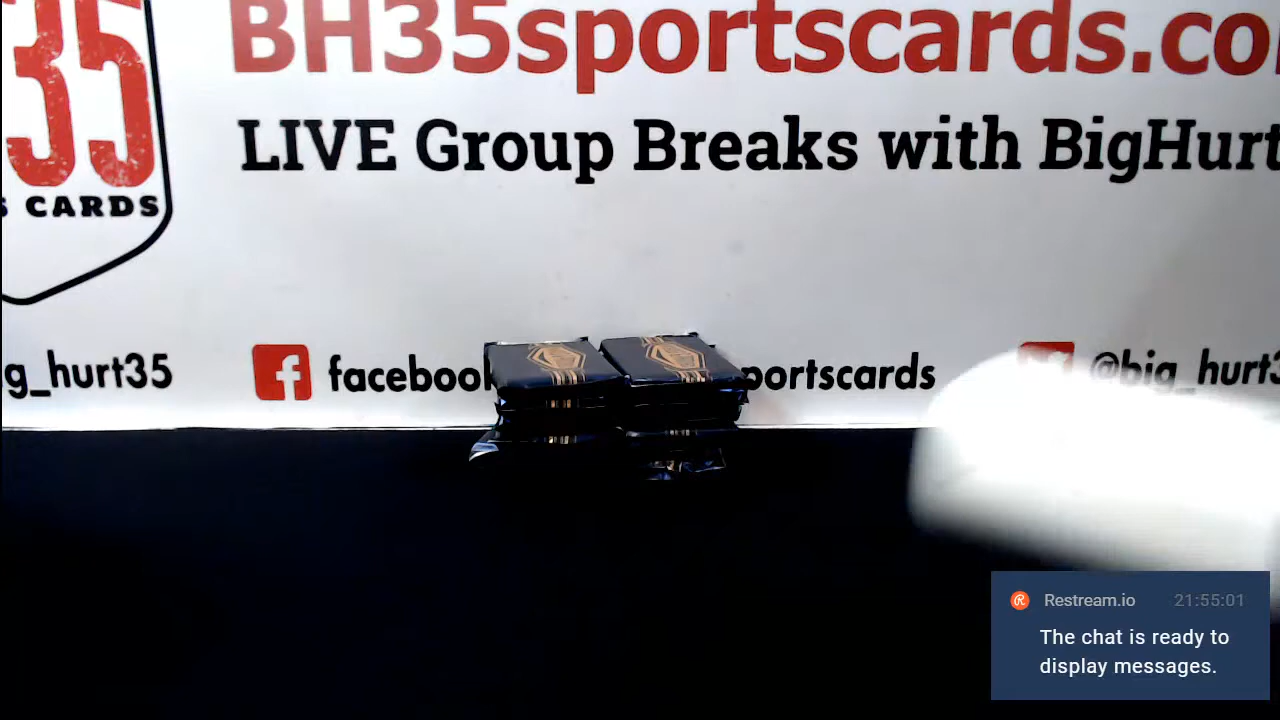 35
CARDS
BH35sportscards.co
LIVE Group Breaks with BigHurt
g_hurt35
facebook
portscards
@big_hurt3
Restream.io 21:55:01
The chat is ready to
display messages.